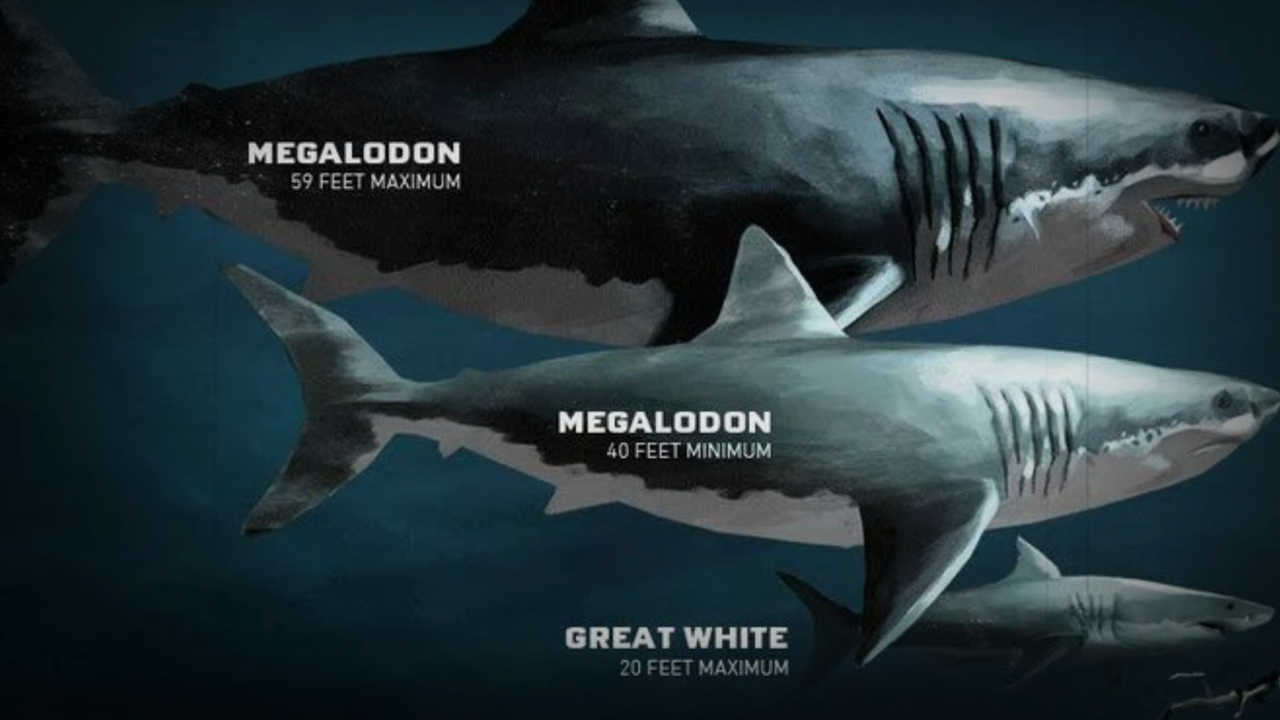 MEGALODON
59 FEET MAXIMUM
MEGALODON
40 FEET MINIMUM
GREAT WHITE
20 FEET MAXIMUM